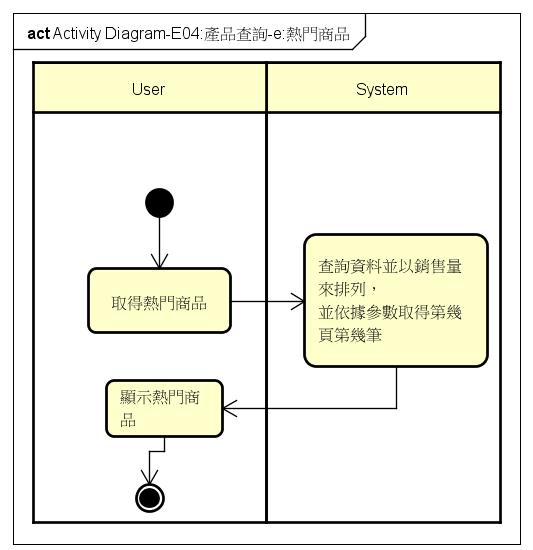 act Activity Diagram-E04:產品查詢-e:熱門商品
User
System
取得熱門商品
查詢資料並以銷售量
來排列，
並依據參數取得第幾
頁第幾筆
顯示熱門商
品